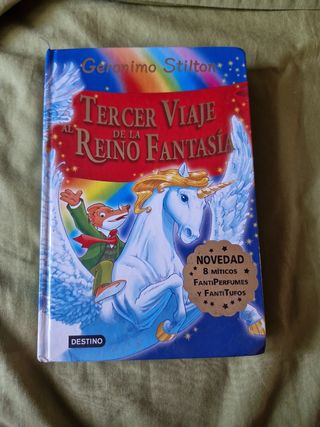 Geronimo Stilton
TERCER VIAJE
AL REINO DE LA FANTASÍA
NOVEDAD
8 MÍTICOS
FANTIPERFUMES
Y FANTITUFOS
DESTINO